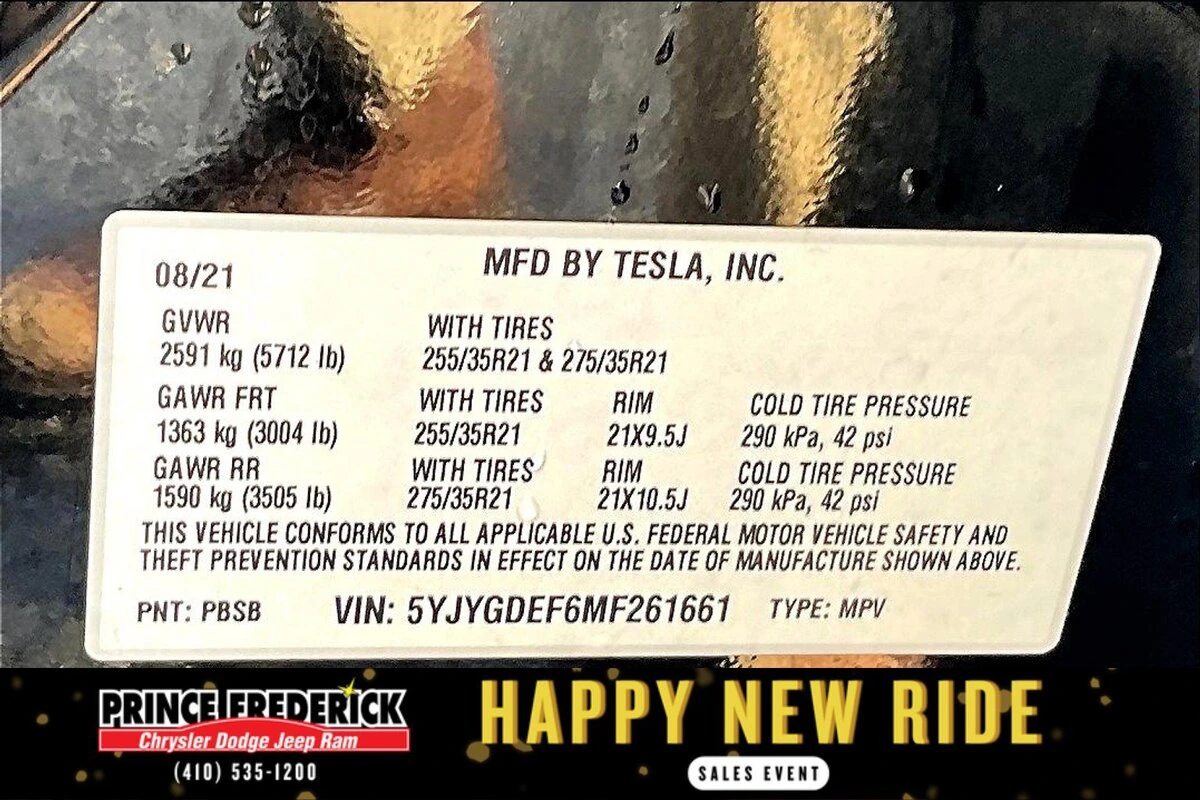 08/21 MFD BY TESLA, INC.
GVWR WITH TIRES
2591 kg (5712 lb) 255/35R21 & 275/35R21
GAWR FRT WITH TIRES RIM COLD TIRE PRESSURE
1363 kg (3004 lb) 255/35R21 21X9.5J 290 kPa, 42 psi
GAWR RR WITH TIRES RIM COLD TIRE PRESSURE
1590 kg (3505 lb) 275/35R21 21X10.5J 290 kPa, 42 psi
THIS VEHICLE CONFORMS TO ALL APPLICABLE U.S. FEDERAL MOTOR VEHICLE SAFETY AND
THEFT PREVENTION STANDARDS IN EFFECT ON THE DATE OF MANUFACTURE SHOWN ABOVE.
PNT: PBSB VIN: 5YJYGDEF6MF261661 TYPE: MPV
PRINCE FREDERICK
Chrysler Dodge Jeep Ram
(410) 535-1200
HAPPY NEW RIDE
SALES EVENT